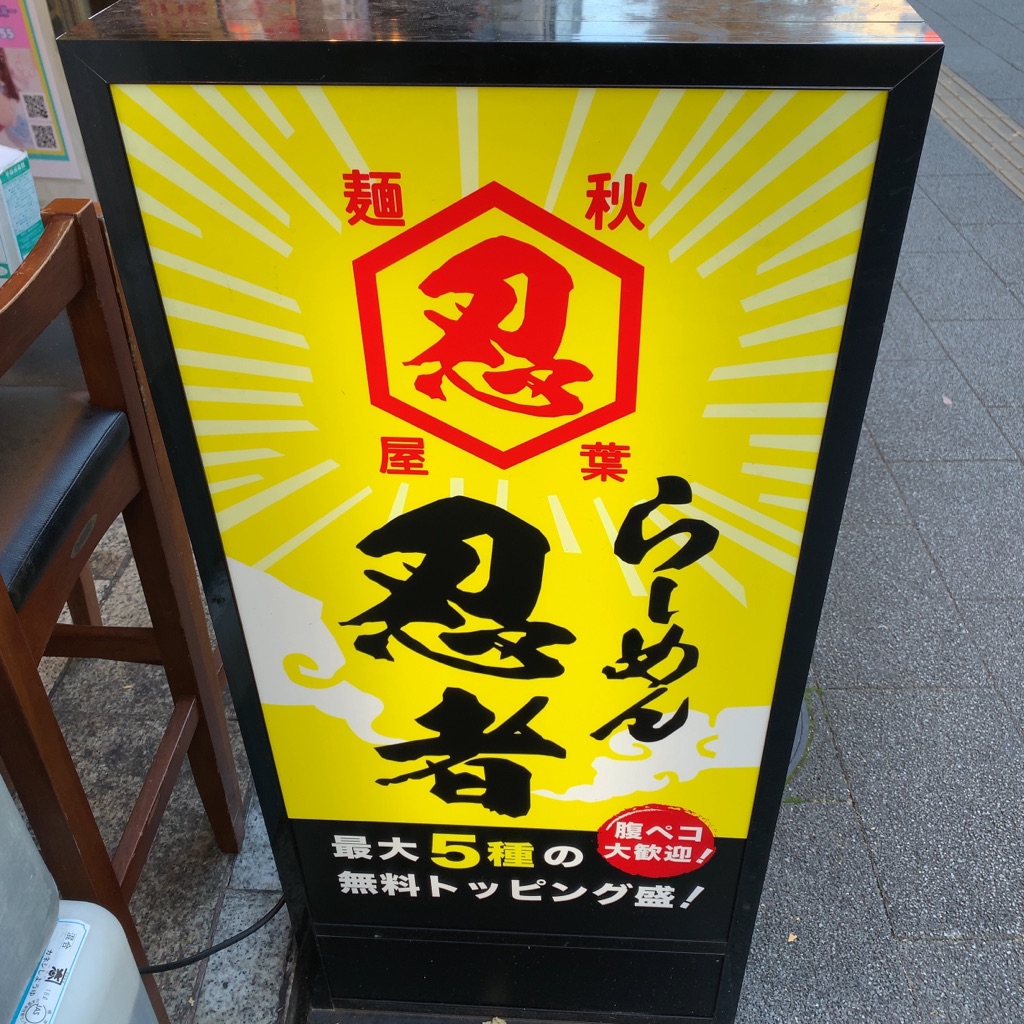 秋葉
麺屋
忍
らーめん
忍者
最大5種の
無料トッピング盛!
腹ペコ
大歓迎!